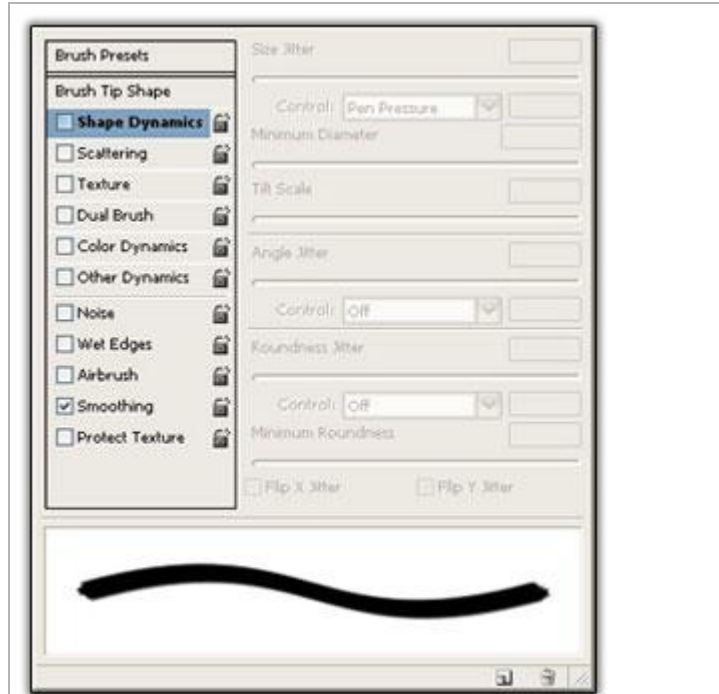 Brush Presets
Brush Tip Shape
Shape Dynamics
Scattering
Texture
Dual Brush
Color Dynamics
Other Dynamics
Noise
Wet Edges
Airbrush
Smoothing
Protect Texture
Size Jitter
Control: Pen Pressure
Minimum Diameter
Tilt Scale
Angle Jitter
Control: Off
Roundness Jitter
Control: Off
Minimum Roundness
Flip X Jitter Flip Y Jitter